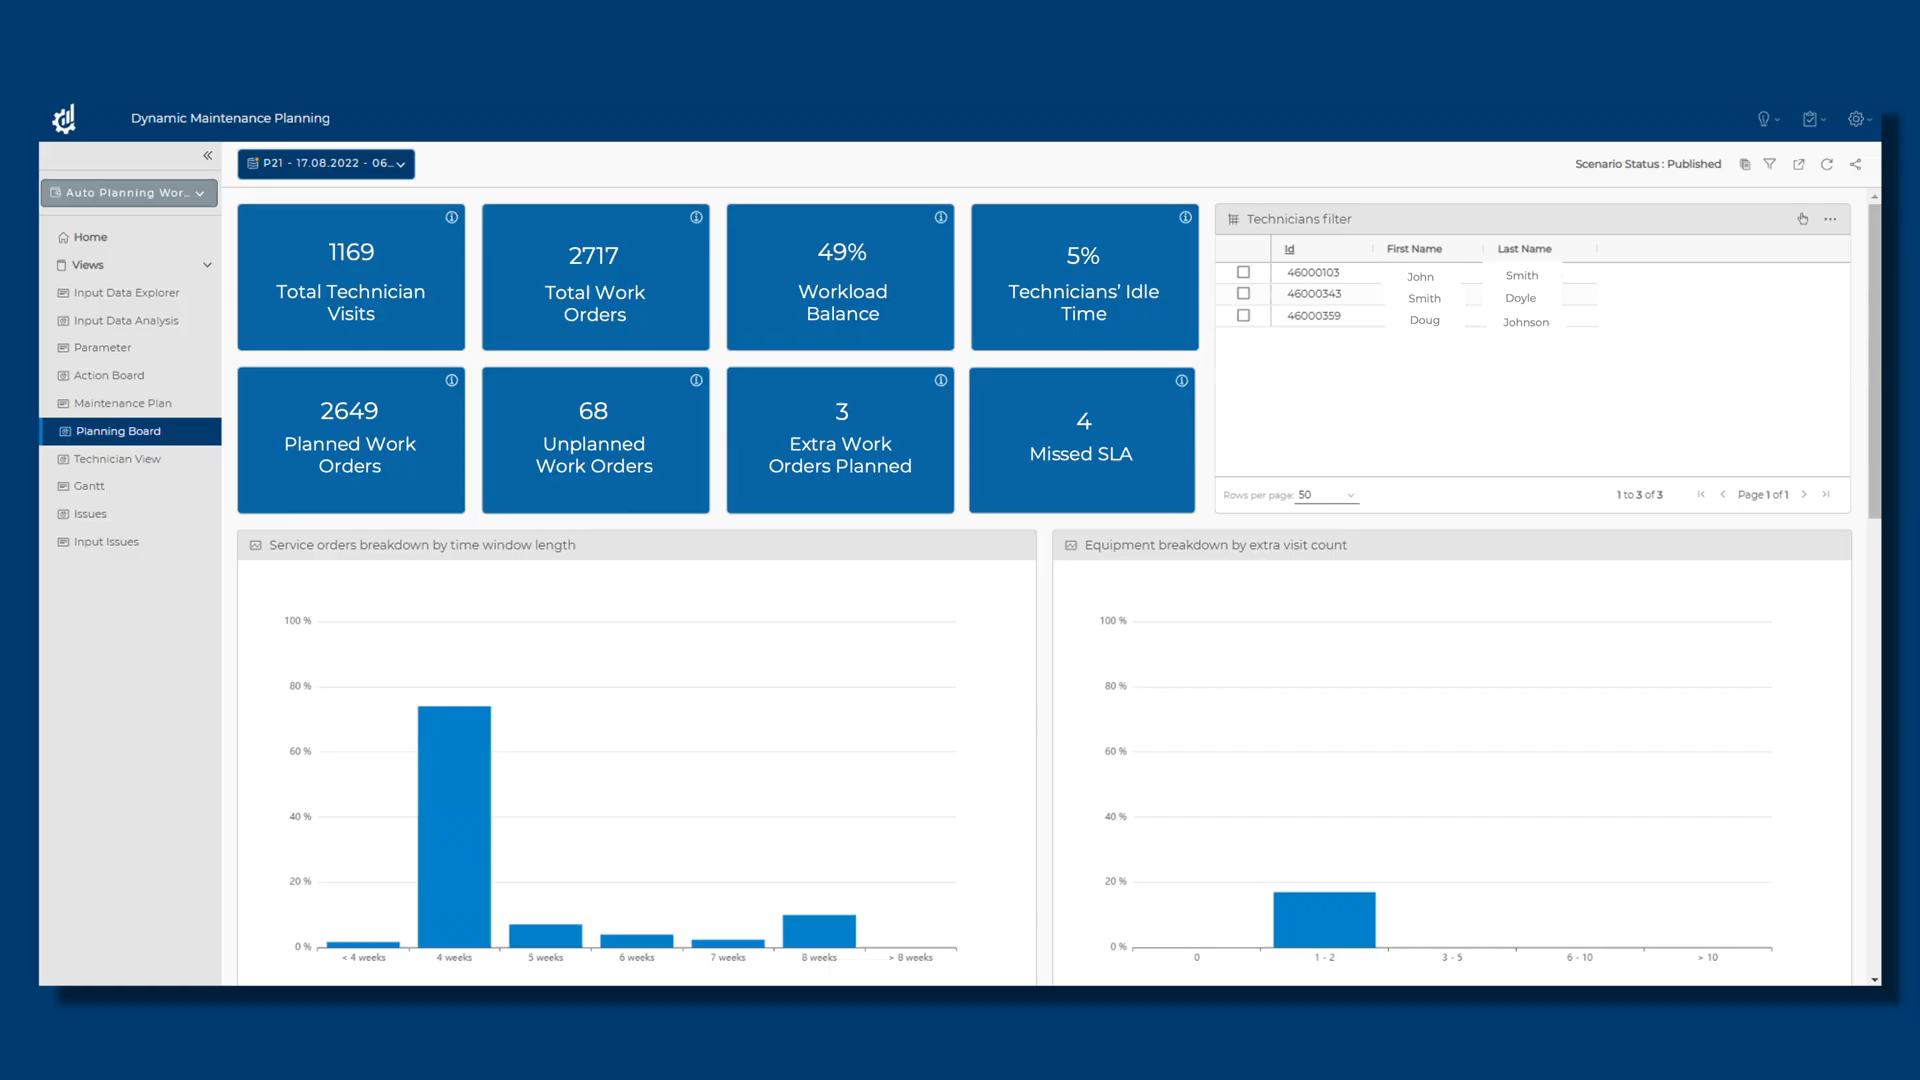 Dynamic Maintenance Planning
P21 - 17.08.2022 - 06...
Scenario Status : Published
Auto Planning Wor...
Home
Views
Input Data Explorer
Input Data Analysis
Parameter
Action Board
Maintenance Plan
Planning Board
Technician View
Gantt
Issues
Input Issues
1169
Total Technician
Visits
2717
Total Work
Orders
49%
Workload
Balance
5%
Technicians' Idle
Time
2649
Planned Work
Orders
68
Unplanned
Work Orders
3
Extra Work
Orders Planned
4
Missed SLA
Technicians filter
Id First Name Last Name
46000103 John Smith
46000343 Smith Doyle
46000359 Doug Johnson
Rows per page: 50 1 to 3 of 3 Page 1 of 1
Service orders breakdown by time window length
100 %
80 %
60 %
40 %
20 %
0 %
< 4 weeks 4 weeks 5 weeks 6 weeks 7 weeks 8 weeks > 8 weeks
Equipment breakdown by extra visit count
100 %
80 %
60 %
40 %
20 %
0 %
0 1 - 2 3 - 5 6 - 10 > 10